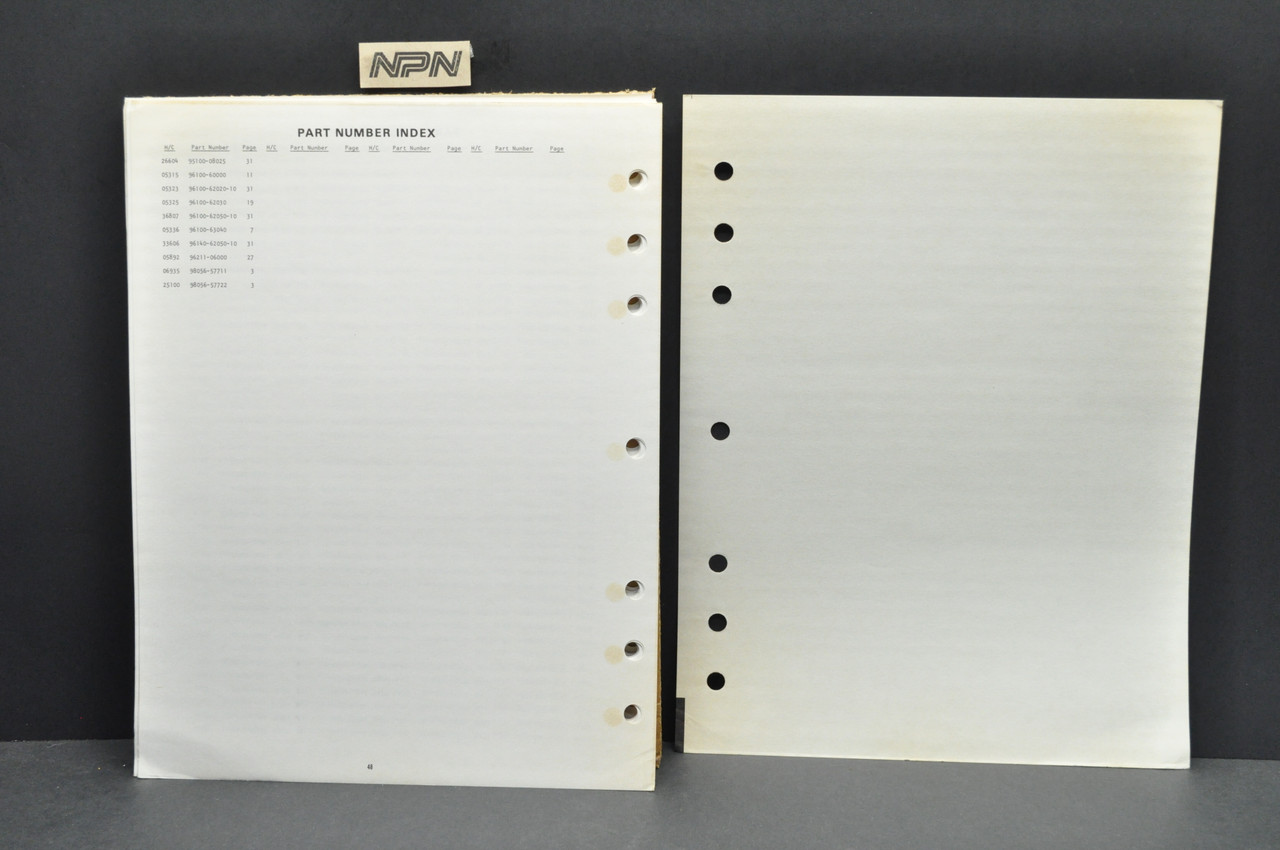 NPN
PART NUMBER INDEX
H/C Part Number Page H/C Part Number Page H/C Part Number Page H/C Part Number Page
26604 95100-08025 31
05315 96100-60000 11
05323 96100-62020-10 31
05325 96100-62030 19
36802 96100-62050-10 31
05336 96100-63040 7
33606 96140-62050-10 31
05892 96211-06000 27
06935 98056-57711 3
25100 98056-57722 3
48